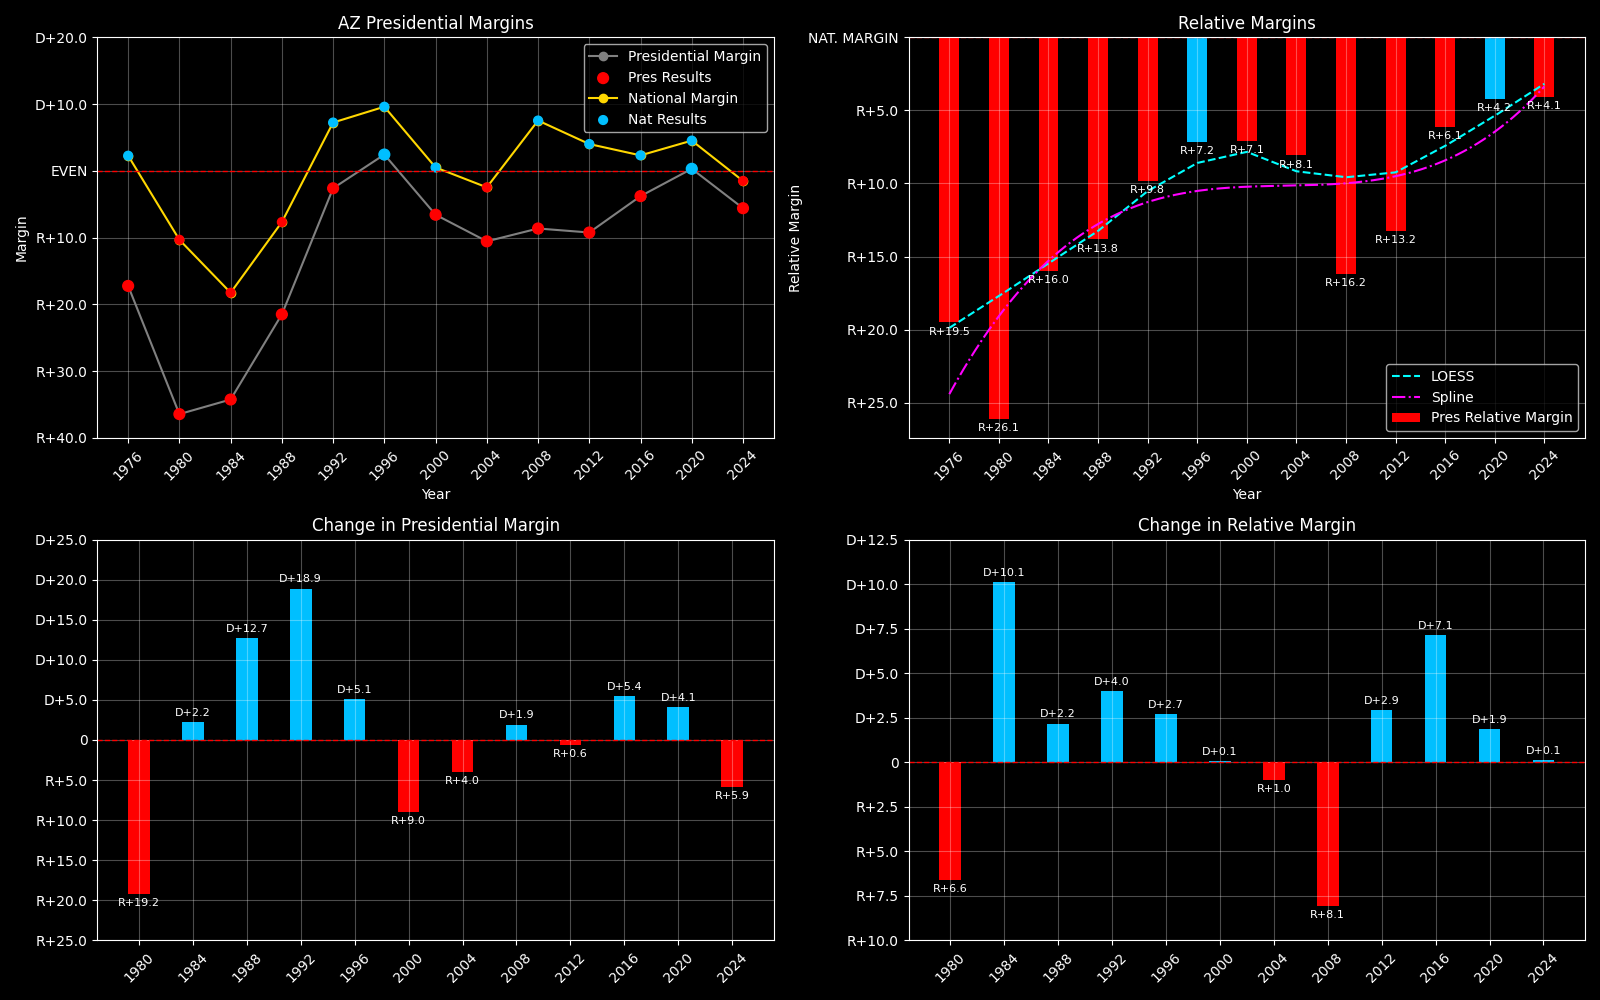 AZ Presidential Margins
D+20.0
D+10.0
EVEN
R+10.0
R+20.0
R+30.0
R+40.0
Margin
Presidential Margin
Pres Results
National Margin
Nat Results
1976
1980
1984
1988
1992
1996
2000
2004
2008
2012
2016
2020
2024
Year
Relative Margins
NAT. MARGIN
R+5.0
R+10.0
R+15.0
R+20.0
R+25.0
Relative Margin
R+19.5
R+26.1
R+16.0
R+13.8
R+9.8
R+7.2
R+7.1
R+8.1
R+16.2
R+13.2
R+6.1
R+4.2
R+4.1
LOESS
Spline
Pres Relative Margin
1976
1980
1984
1988
1992
1996
2000
2004
2008
2012
2016
2020
2024
Year
Change in Presidential Margin
D+25.0
D+20.0
D+15.0
D+10.0
D+5.0
0
R+5.0
R+10.0
R+15.0
R+20.0
R+25.0
R+19.2
D+2.2
D+12.7
D+18.9
D+5.1
R+9.0
R+4.0
D+1.9
R+0.6
D+5.4
D+4.1
R+5.9
1980
1984
1988
1992
1996
2000
2004
2008
2012
2016
2020
2024
Change in Relative Margin
D+12.5
D+10.0
D+7.5
D+5.0
D+2.5
0
R+2.5
R+5.0
R+7.5
R+10.0
R+6.6
D+10.1
D+2.2
D+4.0
D+2.7
D+0.1
R+1.0
R+8.1
D+2.9
D+7.1
D+1.9
D+0.1
1980
1984
1988
1992
1996
2000
2004
2008
2012
2016
2020
2024